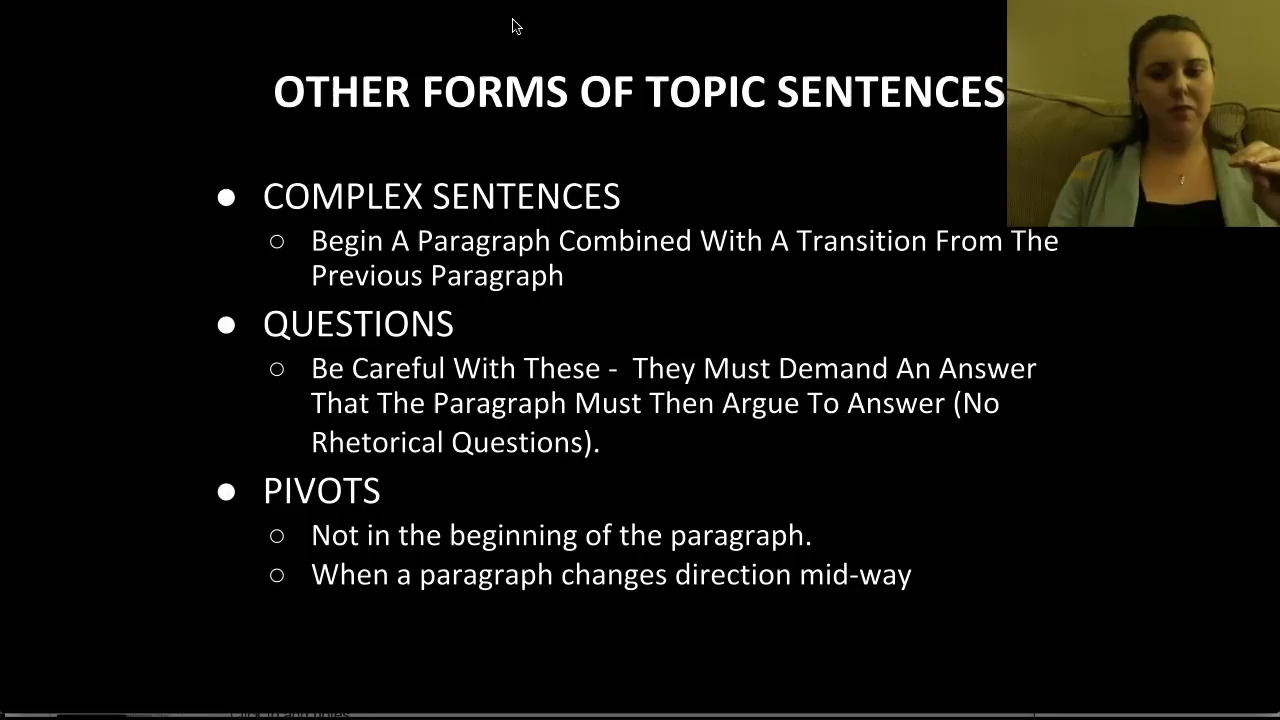 OTHER FORMS OF TOPIC SENTENCES
● COMPLEX SENTENCES
○ Begin A Paragraph Combined With A Transition From The
Previous Paragraph
● QUESTIONS
○ Be Careful With These -  They Must Demand An Answer
That The Paragraph Must Then Argue To Answer (No
Rhetorical Questions).
● PIVOTS
○ Not in the beginning of the paragraph.
○ When a paragraph changes direction mid-way